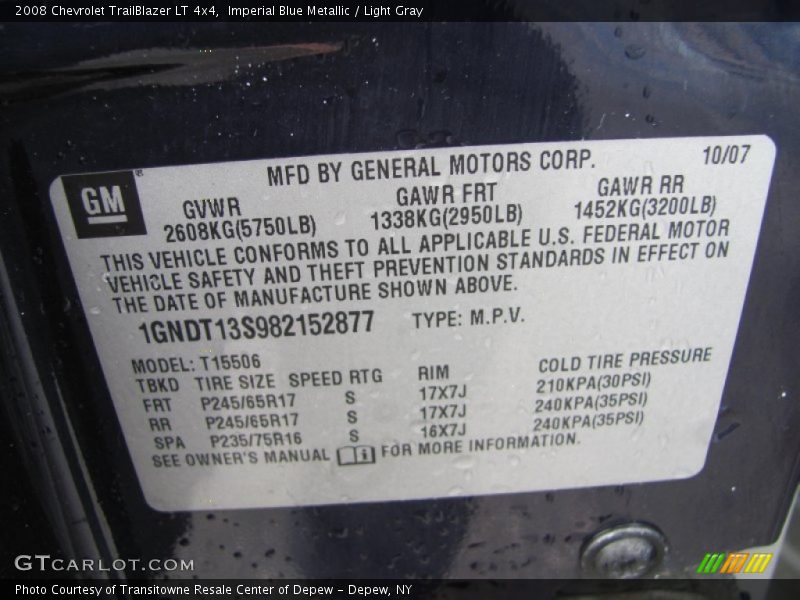 2008 Chevrolet TrailBlazer LT 4x4, Imperial Blue Metallic / Light Gray
GM
MFD BY GENERAL MOTORS CORP. 10/07
GVWR GAWR FRT GAWR RR
2608KG(5750LB) 1338KG(2950LB) 1452KG(3200LB)
THIS VEHICLE CONFORMS TO ALL APPLICABLE U.S. FEDERAL MOTOR
VEHICLE SAFETY AND THEFT PREVENTION STANDARDS IN EFFECT ON
THE DATE OF MANUFACTURE SHOWN ABOVE.
1GNDT13S982152877 TYPE: M.P.V.
MODEL: T15506
TBKD TIRE SIZE SPEED RTG RIM COLD TIRE PRESSURE
FRT P245/65R17 S 17X7J 210KPA(30PSI)
RR P245/65R17 S 17X7J 240KPA(35PSI)
SPA P235/75R16 S 16X7J 240KPA(35PSI)
SEE OWNER'S MANUAL FOR MORE INFORMATION.
GTCARLOT.COM
Photo Courtesy of Transitowne Resale Center of Depew – Depew, NY